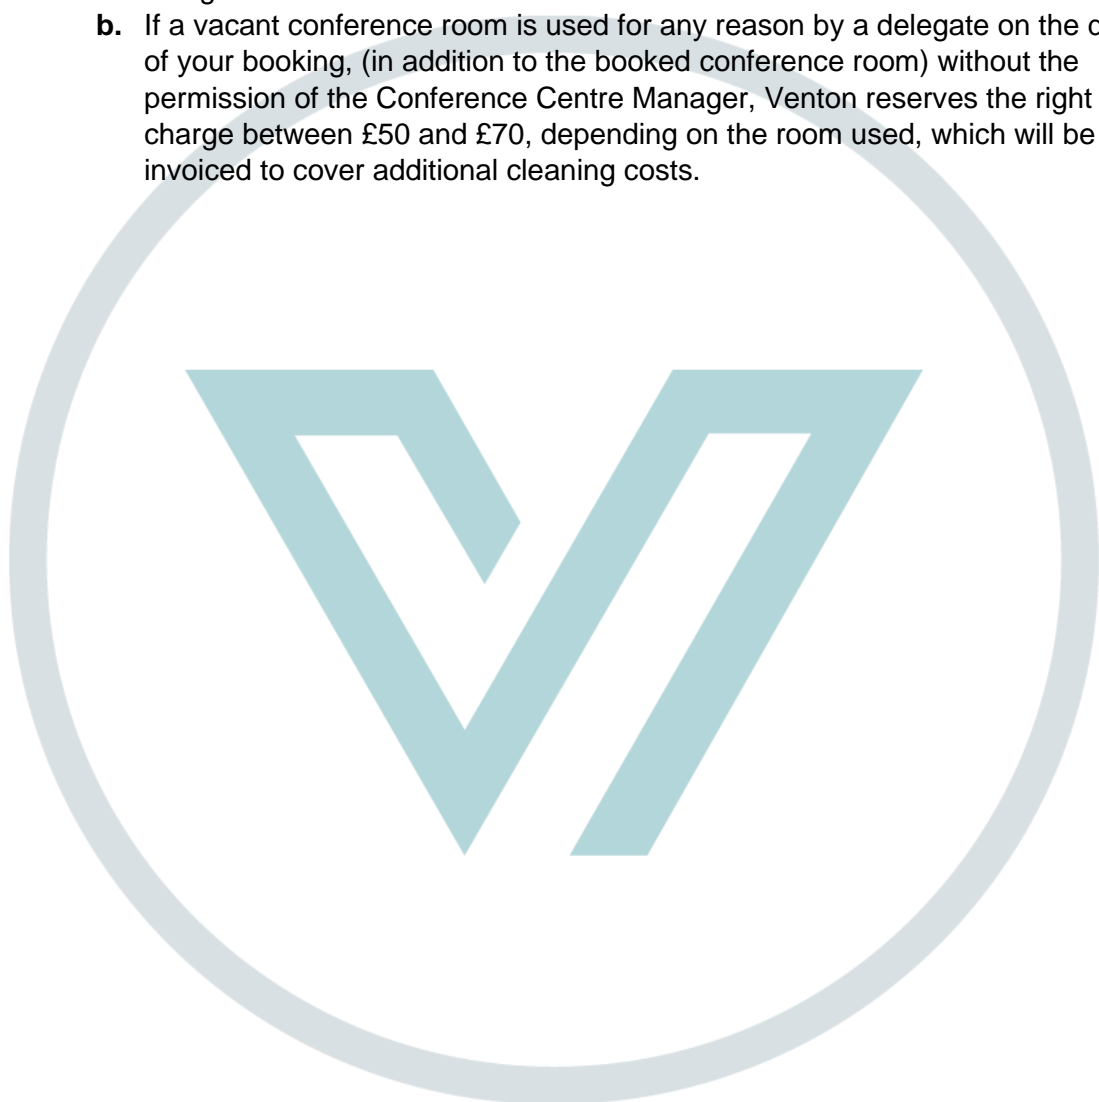 b. If a vacant conference room is used for any reason by a delegate on the
of your booking, (in addition to the booked conference room) without the
permission of the Conference Centre Manager, Venton reserves the right
charge between £50 and £70, depending on the room used, which will be
invoiced to cover additional cleaning costs.